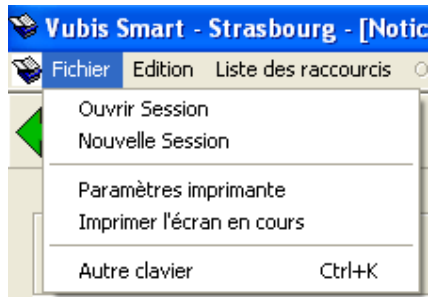 Vubis Smart - Strasbourg - [Notic
Fichier Edition Liste des raccourcis
Ouvrir Session
Nouvelle Session
Paramètres imprimante
Imprimer l'écran en cours
Autre clavier Ctrl+K